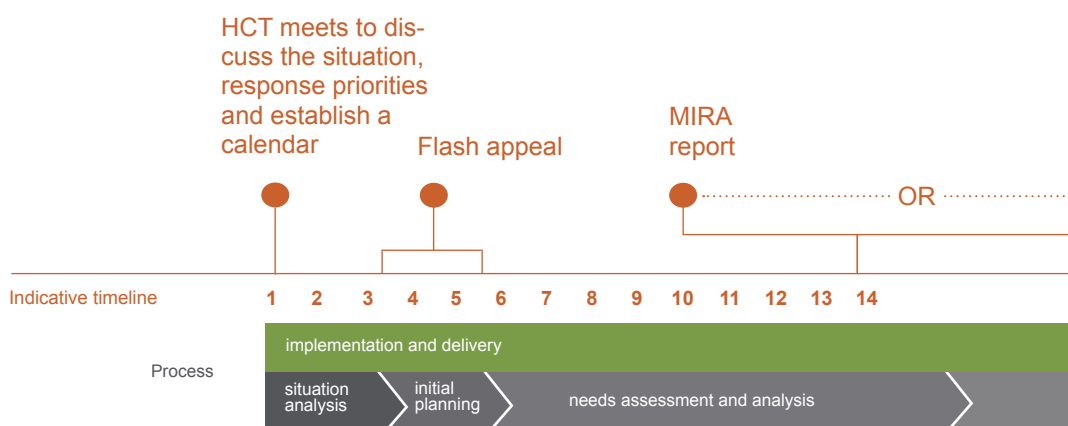 HCT meets to dis-
cuss the situation,
response priorities
and establish a
calendar
Flash appeal
MIRA
report
OR
Indicative timeline 1 2 3 4 5 6 7 8 9 10 11 12 13 14
Process
implementation and delivery
situation
analysis
initial
planning
needs assessment and analysis